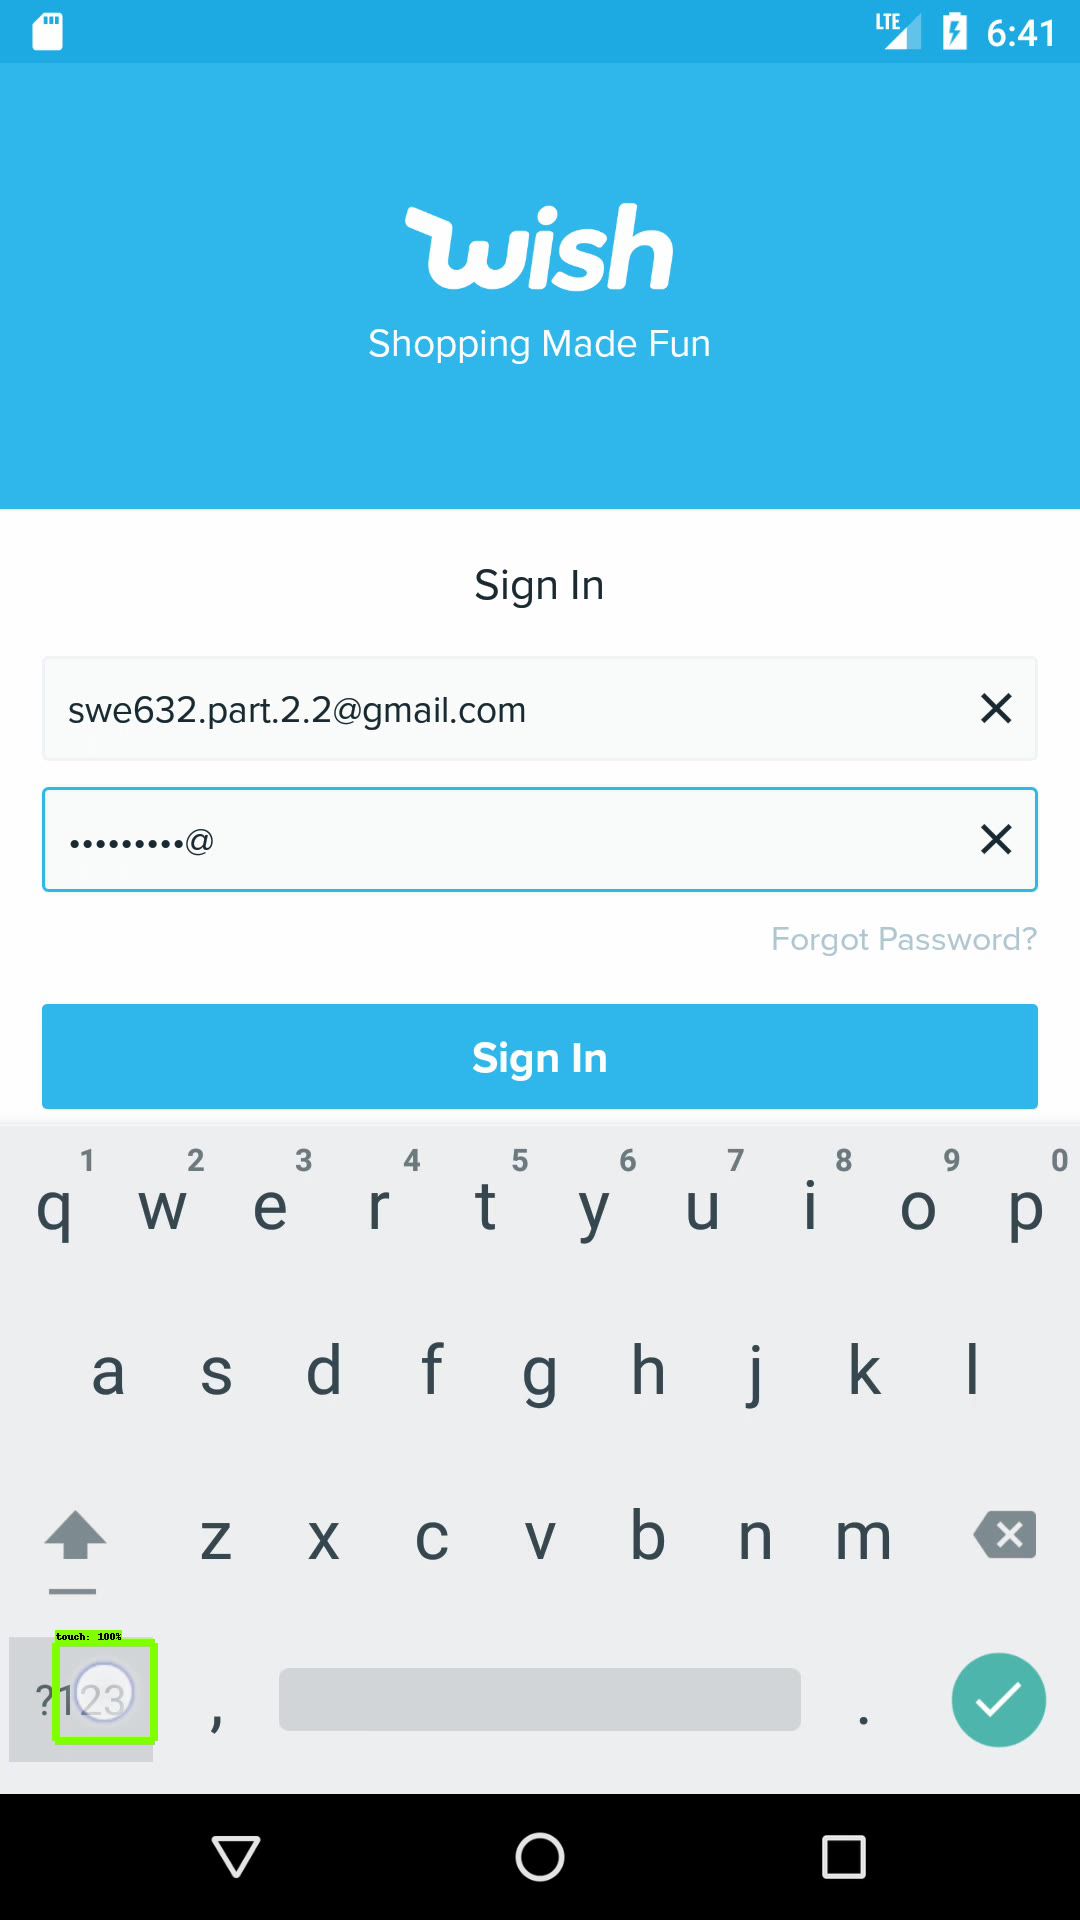 LTE 6:41
wish
Shopping Made Fun
Sign In
swe632.part.2.2@gmail.com
•••••••••@
Forgot Password?
Sign In
1 2 3 4 5 6 7 8 9 0
q w e r t y u i o p
a s d f g h j k l
z x c v b n m
touch: 100%
?123 , .